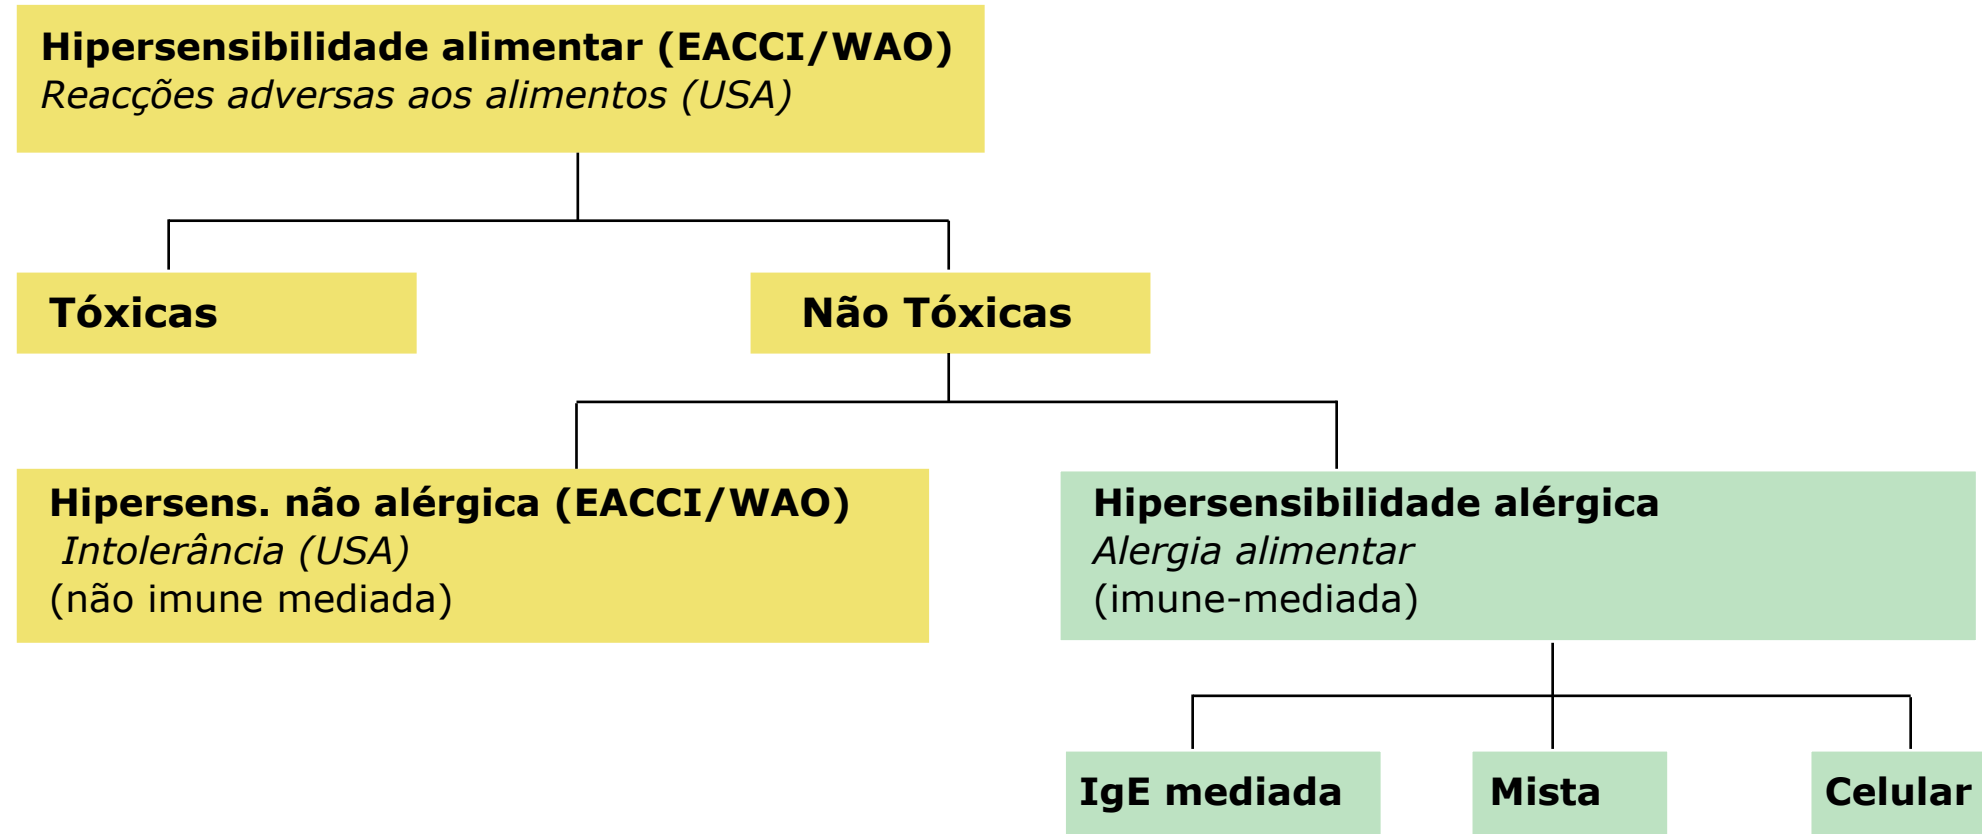 Hipersensibilidade alimentar (EACCI/WAO)
Reacções adversas aos alimentos (USA)
Tóxicas
Não Tóxicas
Hipersens. não alérgica (EACCI/WAO)
Intolerância (USA)
(não imune mediada)
Hipersensibilidade alérgica
Alergia alimentar
(imune-mediada)
IgE mediada
Mista
Celular